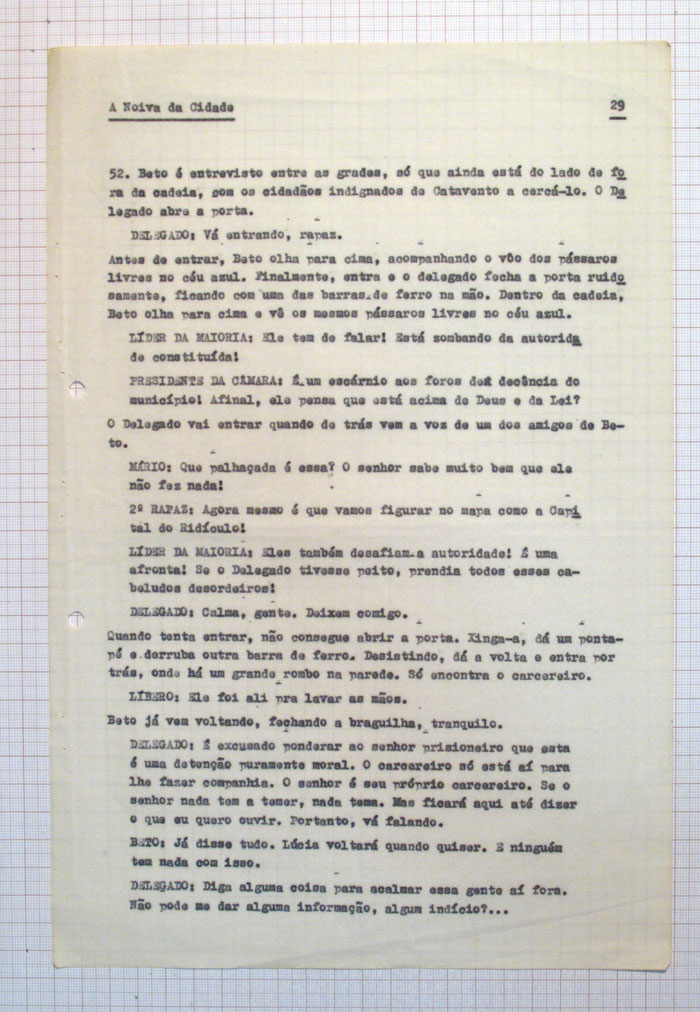 A Noiva da Cidade
29
52. Beto é entrevisto entre as grades, só que ainda está do lado de fo
ra da cadeia, com os cidadãos indignados de Catavento a cercá-lo. O De
legado abre a porta.
DELEGADO: Vá entrando, rapaz.
Antes de entrar, Beto olha para cima, acompanhando o vôo dos pássaros
livres no céu azul. Finalmente, entra e o delegado fecha a porta ruido
samente, ficando com uma das barras de ferro na mão. Dentro da cadeia,
Beto olha para cima e vê os mesmos pássaros livres no céu azul.
LÍDER DA MAIORIA: Ele tem de falar! Está zombando da autorida
de constituída!
PRESIDENTE DA CÂMARA: É um escárnio aos foros de decência do
município! Afinal, ele pensa que está acima de Deus e da Lei?
O Delegado vai entrar quando de trás vem a voz de um dos amigos de Be-
to.
MÁRIO: Que palhaçada é essa? O senhor sabe muito bem que ele
não fez nada!
2º RAPAZ: Agora mesmo é que vamos figurar no mapa como a Capi
tal do Ridículo!
LÍDER DA MAIORIA: Eles também desafiam a autoridade! É uma
afronta! Se o Delegado tivesse peito, prendia todos esses ca-
beludos desordeiros!
DELEGADO: Calma, gente. Deixem comigo.
Quando tenta entrar, não consegue abrir a porta. Xinga-a, dá um ponta-
pé e derruba outra barra de ferro. Desistindo, dá a volta e entra por
trás, onde há um grande rombo na parede. Só encontra o carcereiro.
LÍBERO: Ele foi ali pra lavar as mãos.
Beto já vem voltando, fechando a braguilha, tranquilo.
DELEGADO: É excusado ponderar ao senhor prisioneiro que esta
é uma detenção puramente moral. O carcereiro só está aí para
lhe fazer companhia. O senhor é seu próprio carcereiro. Se o
senhor nada tem a temer, nada tema. Mas ficará aqui até dizer
o que eu quero ouvir. Portanto, vá falando.
BETO: Já disse tudo. Lúcia voltará quando quiser. E ninguém
tem nada com isso.
DELEGADO: Diga alguma coisa para acalmar essa gente aí fora.
Não pode me dar alguma informação, algum indício?...